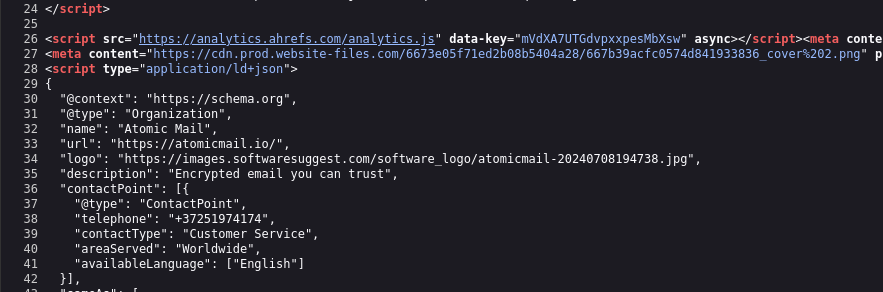 24 </script>
25
26 <script src="https://analytics.ahrefs.com/analytics.js" data-key="mVdXA7UTGdvpxxpesMbXsw" async></script><meta conte
27 <meta content="https://cdn.prod.website-files.com/6673e05f71ed2b08b5404a28/667b39acfc0574d841933836_cover%202.png" p
28 <script type="application/ld+json">
29 {
30   "@context": "https://schema.org",
31   "@type": "Organization",
32   "name": "Atomic Mail",
33   "url": "https://atomicmail.io/",
34   "logo": "https://images.softwaresuggest.com/software_logo/atomicmail-20240708194738.jpg",
35   "description": "Encrypted email you can trust",
36   "contactPoint": [{
37     "@type": "ContactPoint",
38     "telephone": "+37251974174",
39     "contactType": "Customer Service",
40     "areaServed": "Worldwide",
41     "availableLanguage": ["English"]
42   }],
43   "sameAs": [